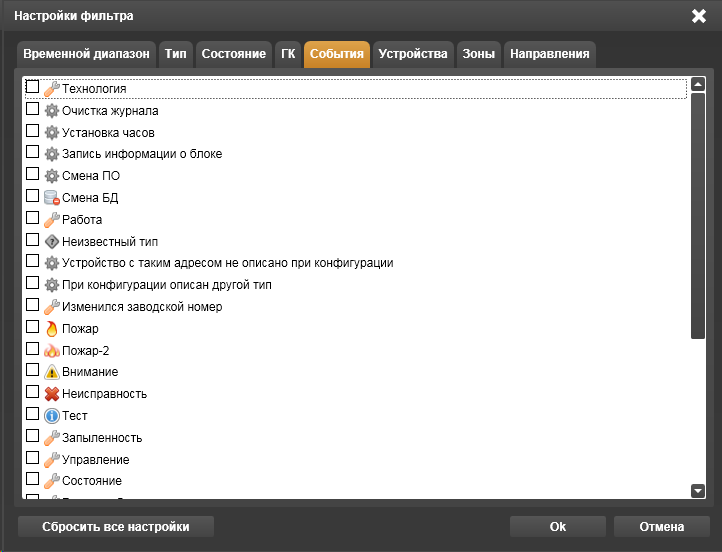 Настройки фильтра
Временной диапазон Тип Состояние ГК События Устройства Зоны Направления
Технология
Очистка журнала
Установка часов
Запись информации о блоке
Смена ПО
Смена БД
Работа
Неизвестный тип
Устройство с таким адресом не описано при конфигурации
При конфигурации описан другой тип
Изменился заводской номер
Пожар
Пожар-2
Внимание
Неисправность
Тест
Запыленность
Управление
Состояние
Сбросить все настройки Ok Отмена